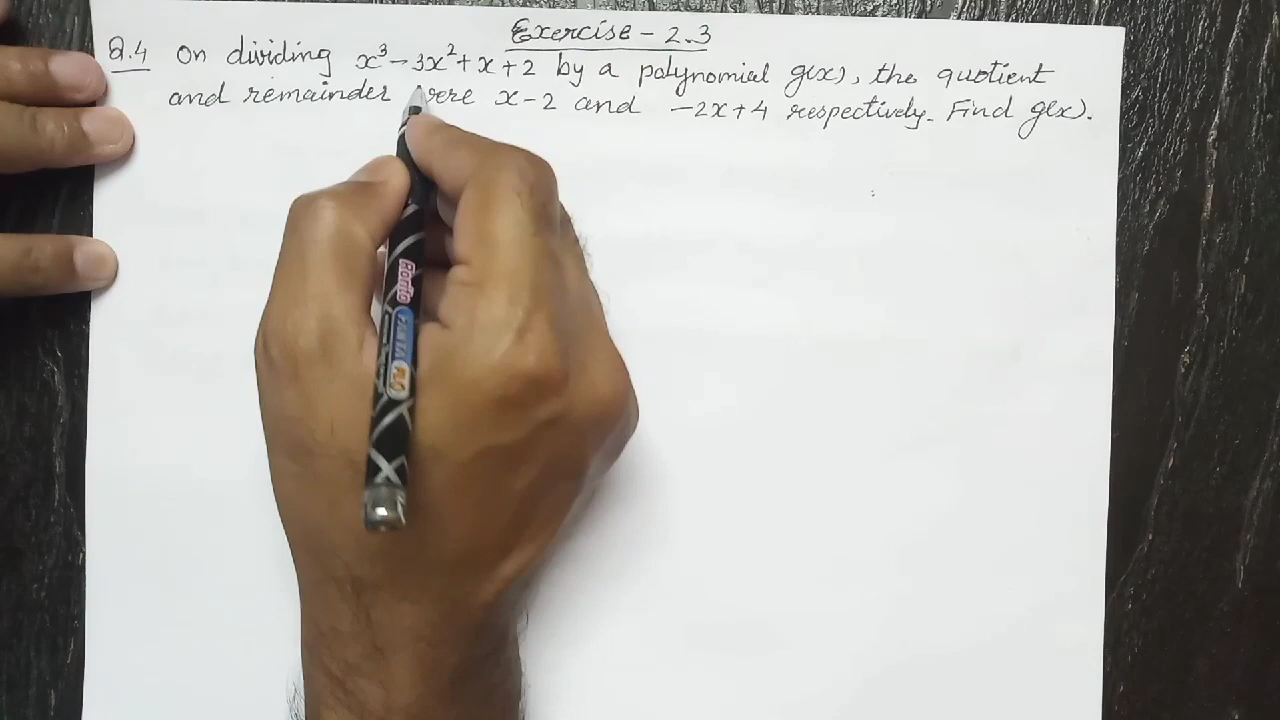 Exercise - 2.3
Q.4 on dividing x³-3x²+x+2 by a polynomial g(x), the quotient
and remainder were x-2 and -2x+4 respectively. Find g(x).
Rorito